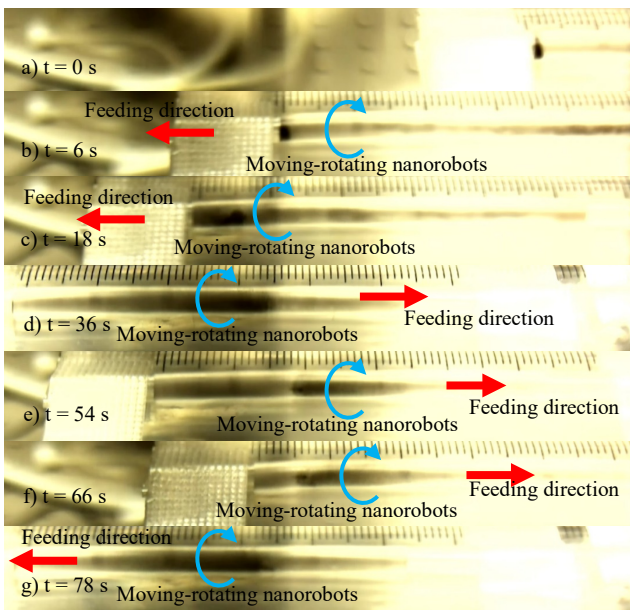 a) t = 0 s
Feeding direction
b) t = 6 s
Moving-rotating nanorobots
Feeding direction
c) t = 18 s
Moving-rotating nanorobots
d) t = 36 s
Moving-rotating nanorobots
Feeding direction
e) t = 54 s
Moving-rotating nanorobots
Feeding direction
f) t = 66 s
Moving-rotating nanorobots
Feeding direction
Feeding direction
g) t = 78 s
Moving-rotating nanorobots